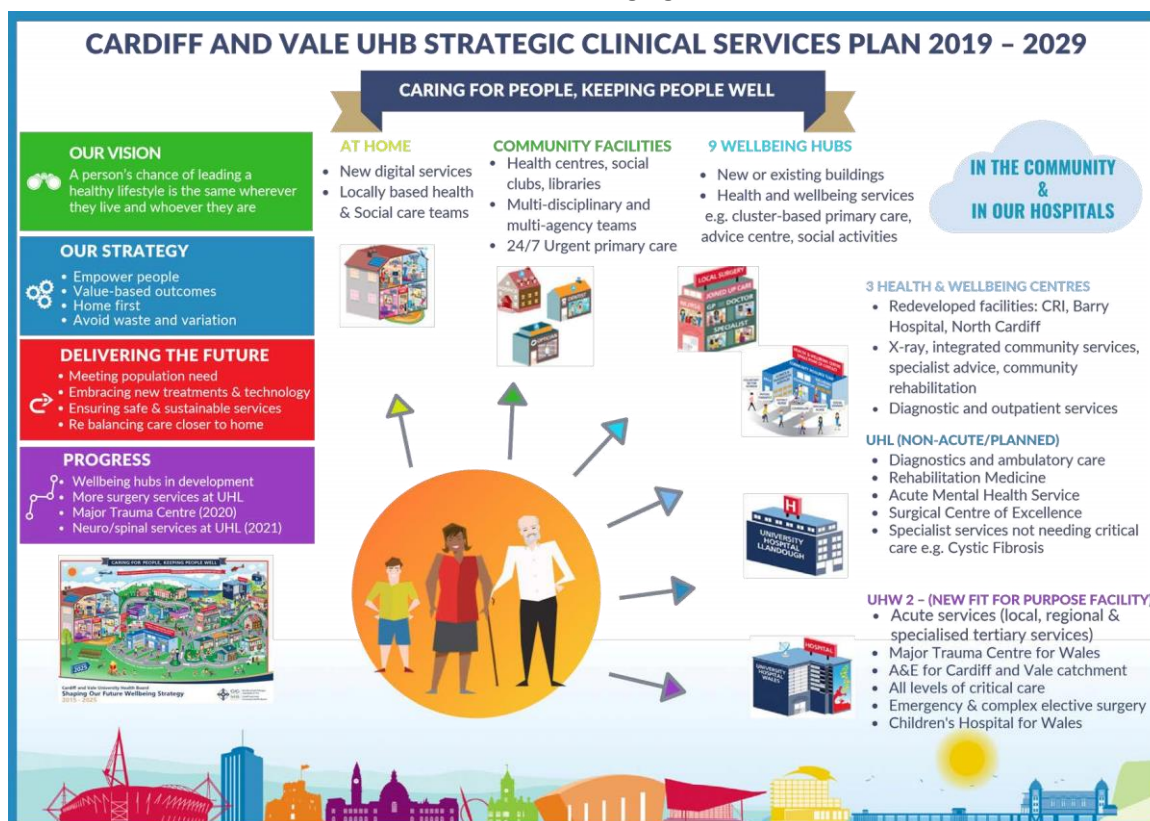 CARDIFF AND VALE UHB STRATEGIC CLINICAL SERVICES PLAN 2019 – 2029
CARING FOR PEOPLE, KEEPING PEOPLE WELL
OUR VISION
A person's chance of leading a
healthy lifestyle is the same wherever
they live and whoever they are
OUR STRATEGY
• Empower people
• Value-based outcomes
• Home first
• Avoid waste and variation
DELIVERING THE FUTURE
• Meeting population need
• Embracing new treatments & technology
• Ensuring safe & sustainable services
• Re balancing care closer to home
PROGRESS
• Wellbeing hubs in development
• More surgery services at UHL
• Major Trauma Centre (2020)
• Neuro/spinal services at UHL (2021)
CARING FOR PEOPLE, KEEPING PEOPLE WELL
2025
Cardiff and Vale University Health Board
Shaping Our Future Wellbeing Strategy
2015 - 2025
AT HOME
• New digital services
• Locally based health
& Social care teams
COMMUNITY FACILITIES
• Health centres, social
clubs, libraries
• Multi-disciplinary and
multi-agency teams
• 24/7 Urgent primary care
DENTIST
9 WELLBEING HUBS
• New or existing buildings
• Health and wellbeing services
e.g. cluster-based primary care,
advice centre, social activities
LOCAL SURGERY
JOINED UP CARE
NURSE
GP
DOCTOR
SPECIALIST
IN THE COMMUNITY
&
IN OUR HOSPITALS
3 HEALTH & WELLBEING CENTRES
• Redeveloped facilities: CRI, Barry
Hospital, North Cardiff
• X-ray, integrated community services,
specialist advice, community
rehabilitation
• Diagnostic and outpatient services
UHL (NON-ACUTE/PLANNED)
• Diagnostics and ambulatory care
• Rehabilitation Medicine
• Acute Mental Health Service
• Surgical Centre of Excellence
• Specialist services not needing critical
care e.g. Cystic Fibrosis
H
UNIVERSITY
HOSPITAL
LLANDOUGH
UHW 2 – (NEW FIT FOR PURPOSE FACILITY)
• Acute services (local, regional &
specialised tertiary services)
• Major Trauma Centre for Wales
• A&E for Cardiff and Vale catchment
• All levels of critical care
• Emergency & complex elective surgery
• Children's Hospital for Wales
HOSPITAL
UNIVERSITY
HOSPITAL
WALES